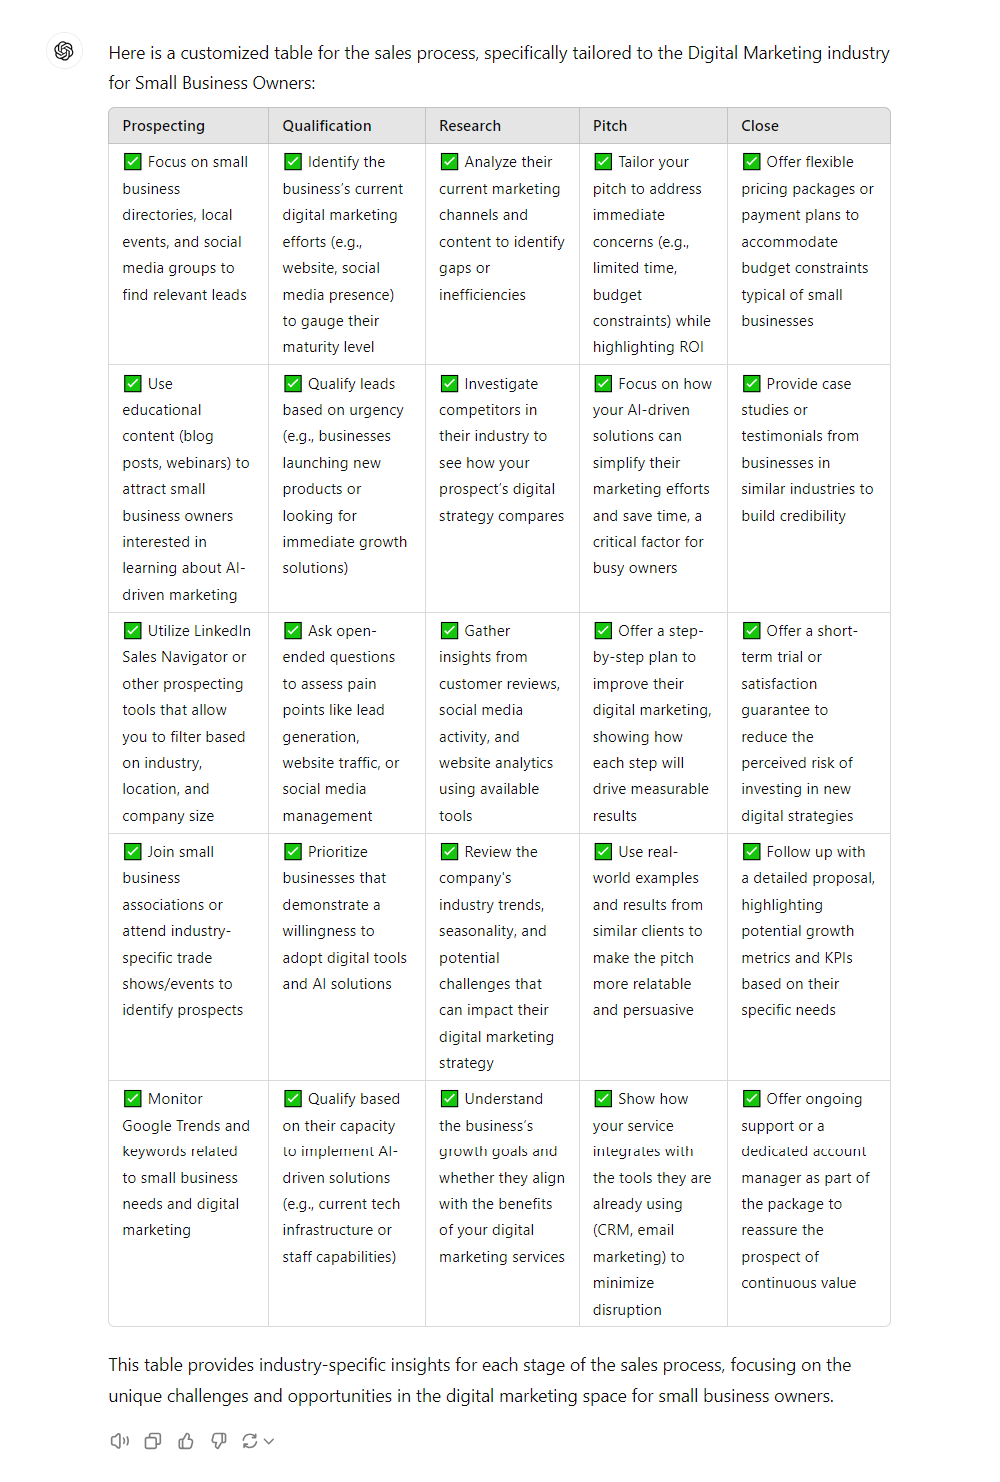 Here is a customized table for the sales process, specifically tailored to the Digital Marketing industry
for Small Business Owners:
Prospecting
Qualification
Research
Pitch
Close
✅ Focus on small
business
directories, local
events, and social
media groups to
find relevant leads
✅ Identify the
business's current
digital marketing
efforts (e.g.,
website, social
media presence)
to gauge their
maturity level
✅ Analyze their
current marketing
channels and
content to identify
gaps or
inefficiencies
✅ Tailor your
pitch to address
immediate
concerns (e.g.,
limited time,
budget
constraints) while
highlighting ROI
✅ Offer flexible
pricing packages or
payment plans to
accommodate
budget constraints
typical of small
businesses
✅ Use
educational
content (blog
posts, webinars) to
attract small
business owners
interested in
learning about AI-
driven marketing
✅ Qualify leads
based on urgency
(e.g., businesses
launching new
products or
looking for
immediate growth
solutions)
✅ Investigate
competitors in
their industry to
see how your
prospect's digital
strategy compares
✅ Focus on how
your AI-driven
solutions can
simplify their
marketing efforts
and save time, a
critical factor for
busy owners
✅ Provide case
studies or
testimonials from
businesses in
similar industries to
build credibility
✅ Utilize LinkedIn
Sales Navigator or
other prospecting
tools that allow
you to filter based
on industry,
location, and
company size
✅ Ask open-
ended questions
to assess pain
points like lead
generation,
website traffic, or
social media
management
✅ Gather
insights from
customer reviews,
social media
activity, and
website analytics
using available
tools
✅ Offer a step-
by-step plan to
improve their
digital marketing,
showing how
each step will
drive measurable
results
✅ Offer a short-
term trial or
satisfaction
guarantee to
reduce the
perceived risk of
investing in new
digital strategies
✅ Join small
business
associations or
attend industry-
specific trade
shows/events to
identify prospects
✅ Prioritize
businesses that
demonstrate a
willingness to
adopt digital tools
and AI solutions
✅ Review the
company's
industry trends,
seasonality, and
potential
challenges that
can impact their
digital marketing
strategy
✅ Use real-
world examples
and results from
similar clients to
make the pitch
more relatable
and persuasive
✅ Follow up with
a detailed proposal,
highlighting
potential growth
metrics and KPIs
based on their
specific needs
✅ Monitor
Google Trends and
keywords related
to small business
needs and digital
marketing
✅ Qualify based
on their capacity
to implement AI-
driven solutions
(e.g., current tech
infrastructure or
staff capabilities)
✅ Understand
the business's
growth goals and
whether they align
with the benefits
of your digital
marketing services
✅ Show how
your service
integrates with
the tools they are
already using
(CRM, email
marketing) to
minimize
disruption
✅ Offer ongoing
support or a
dedicated account
manager as part of
the package to
reassure the
prospect of
continuous value
This table provides industry-specific insights for each stage of the sales process, focusing on the
unique challenges and opportunities in the digital marketing space for small business owners.